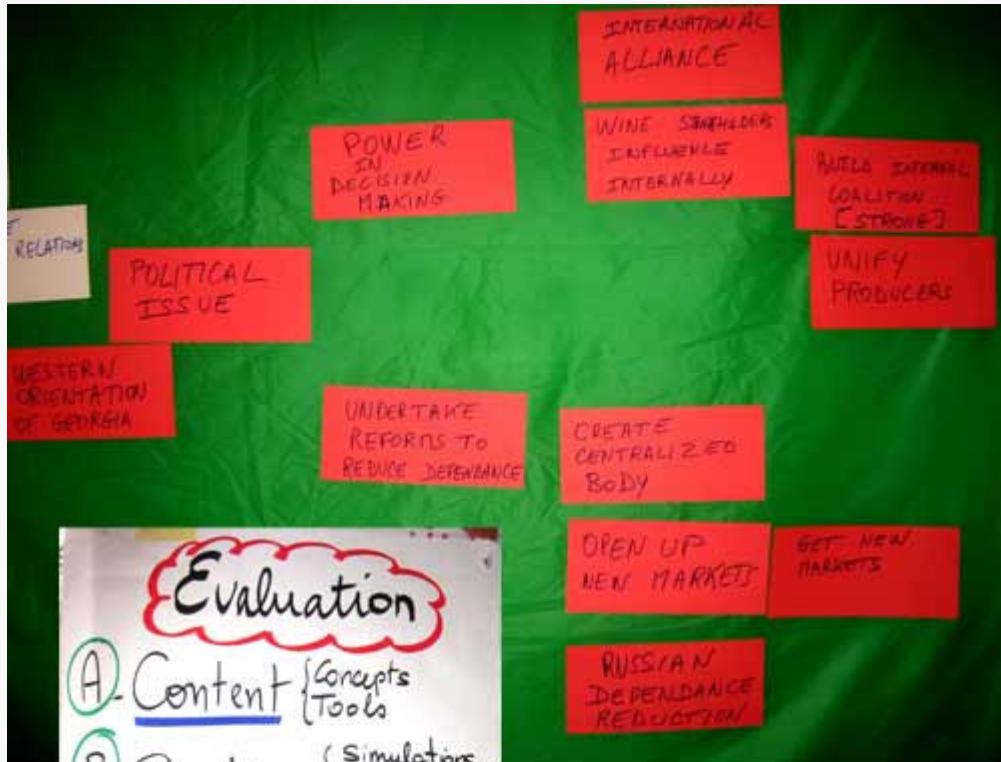 INTERNATIONAL
ALLIANCE
WINE
INFLUENCE
INTERNALLY
POWER
IN
DECISION
MAKING
BUILD INTERNAL
COALITION
[STRONG]
RELATIONS
POLITICAL
ISSUE
UNIFY
PRODUCERS
WESTERN
ORIENTATION
OF GEORGIA
UNDERTAKE
REFORMS TO
REDUCE DEPENDANCE
CREATE
CENTRALIZED
BODY
OPEN UP
NEW MARKETS
GET NEW
MARKETS
RUSSIAN
DEPENDANCE
REDUCTION
Evaluation
A. Content { Concepts
Tools
( Simulations